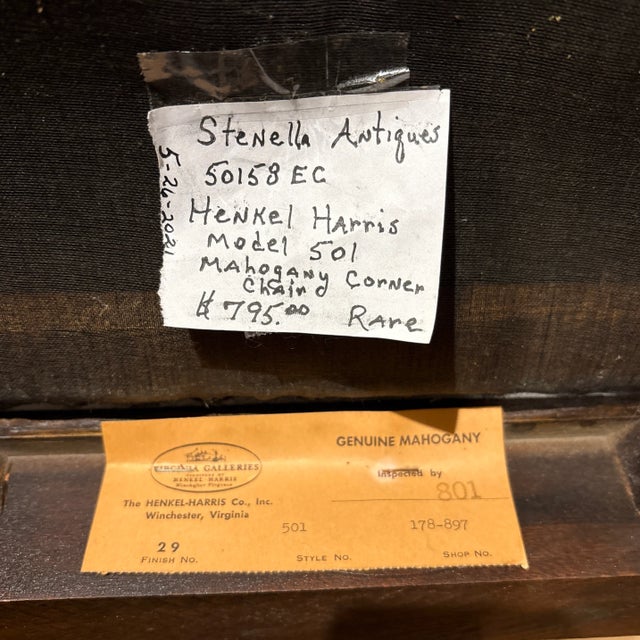 Stenella Antiques
50158 EC
5-26-2021
Henkel Harris
Model 501
Mahogany Corner
Chair
$795.00 Rare
GENUINE MAHOGANY
VIRGINIA GALLERIES
HENKEL-HARRIS
Winchester, Virginia
Inspected by
801
The HENKEL-HARRIS Co., Inc.
Winchester, Virginia
501
178-897
29
FINISH NO.
STYLE NO.
SHOP NO.